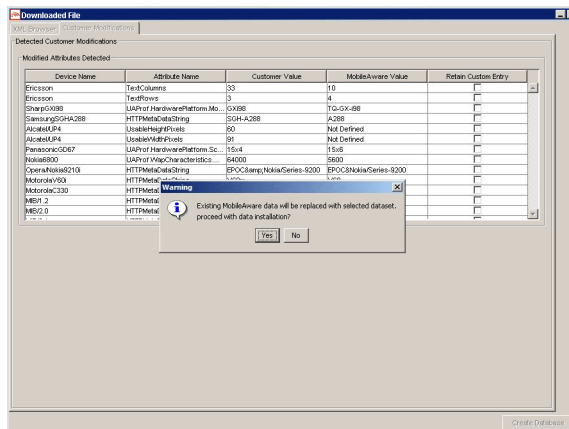 Downloaded File
XML Browser Customer Modifications
Detected Customer Modifications
Modified Attributes Detected
Device Name Attribute Name Customer Value MobileAware Value Retain Custom Entry
Ericsson TextColumns 33 10
Ericsson TextRows 3 4
SharpGXi98 UAProf.HardwarePlatform.Mo... GXI98 TQ-GX-i98
SamsungSGHA288 HTTPMetaDataString SGH-A288 A288
Alcatel/UP4 UsableHeightPixels 60 Not Defined
Alcatel/UP4 UsableWidthPixels 91 Not Defined
PanasonicGD67 UAProf.HardwarePlatform.Sc... 15x4 15x6
Nokia6800 UAProf.WapCharacteristics.... 64000 5600
Opera/Nokia9210i HTTPMetaDataString EPOC&amp;Nokia/Series-9200 EPOC&Nokia/Series-9200
MotorolaV60i
MotorolaC330 HTTPMeta
MIB/1.2 HTTPMeta
MIB/2.0 HTTPMeta
Warning
Existing MobileAware data will be replaced with selected dataset,
proceed with data installation?
Yes No
Create Database